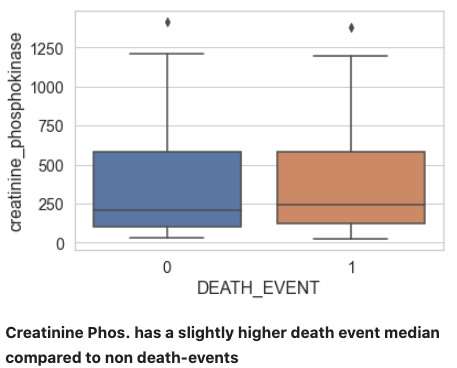 creatinine_phosphokinase
1250
1000
750
500
250
0
0
1
DEATH_EVENT
Creatinine Phos. has a slightly higher death event median
compared to non death-events